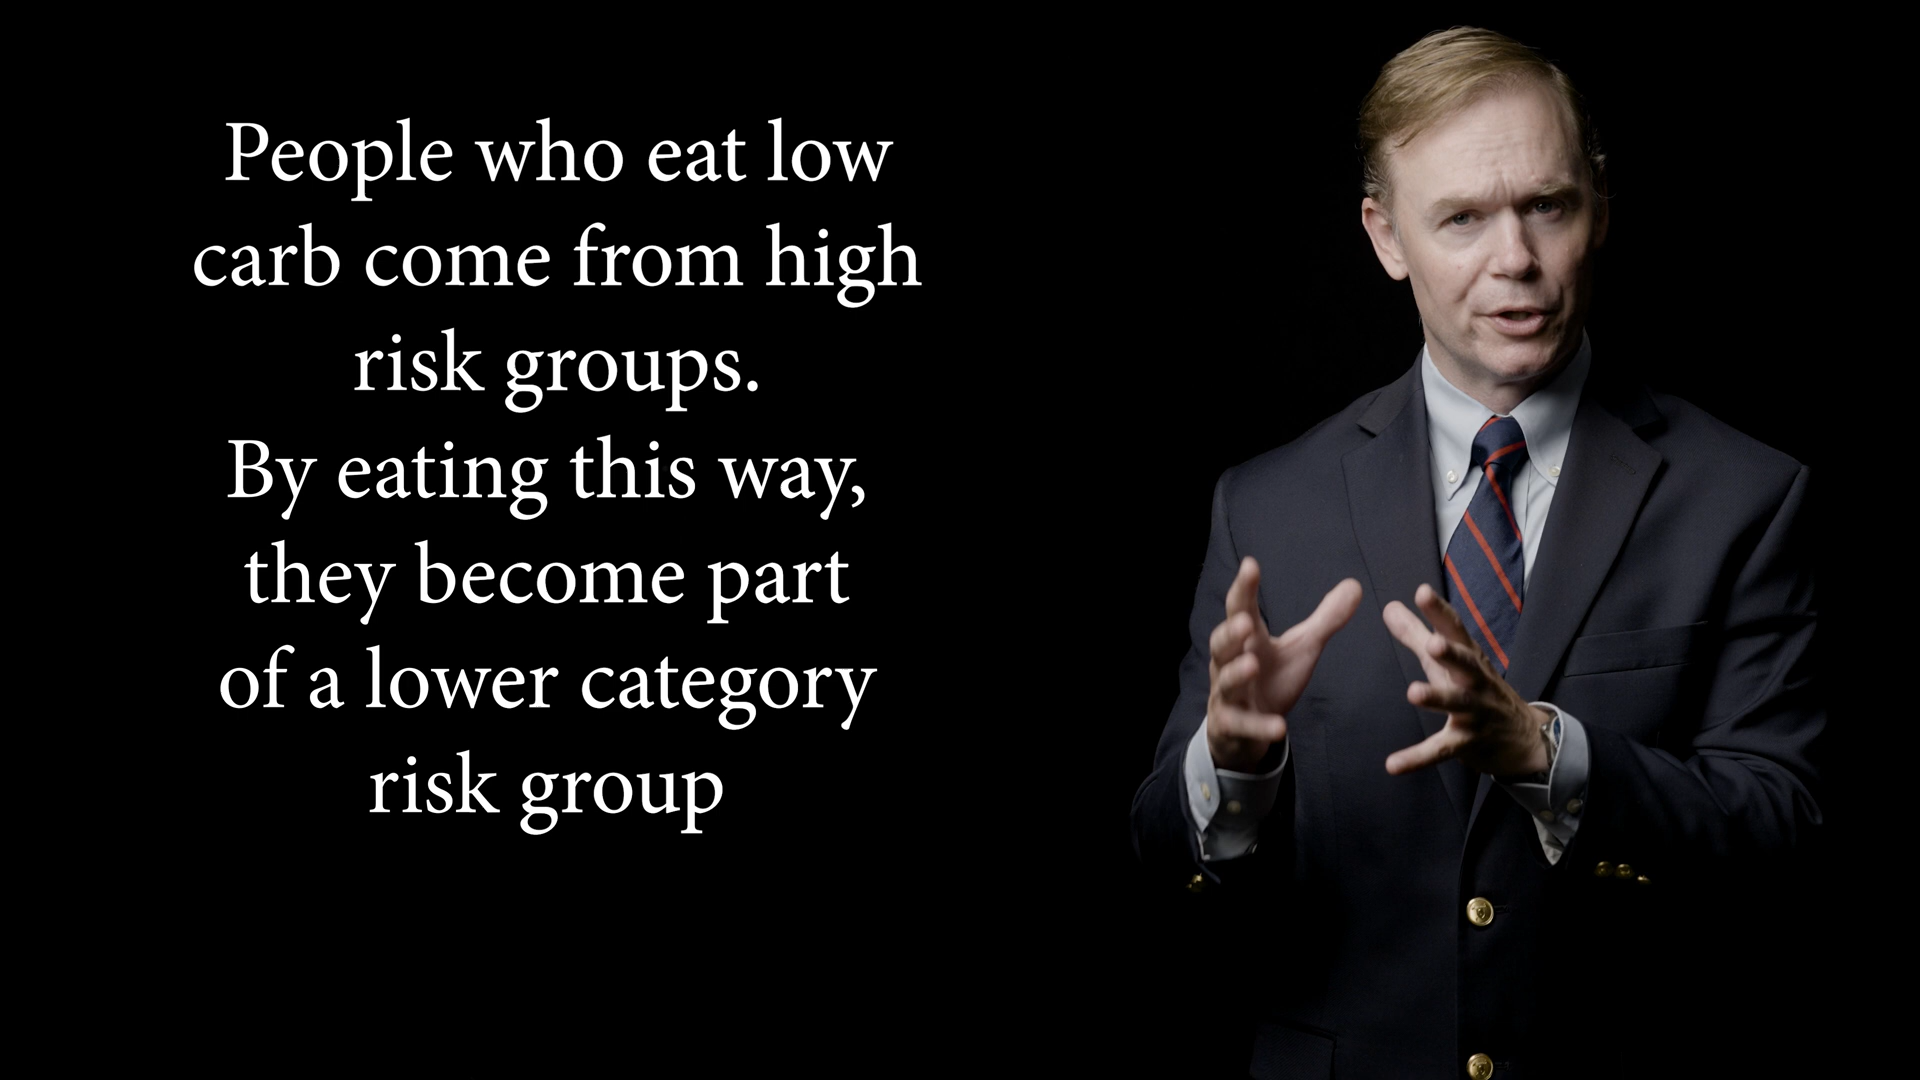 People who eat low
carb come from high
risk groups.
By eating this way,
they become part
of a lower category
risk group